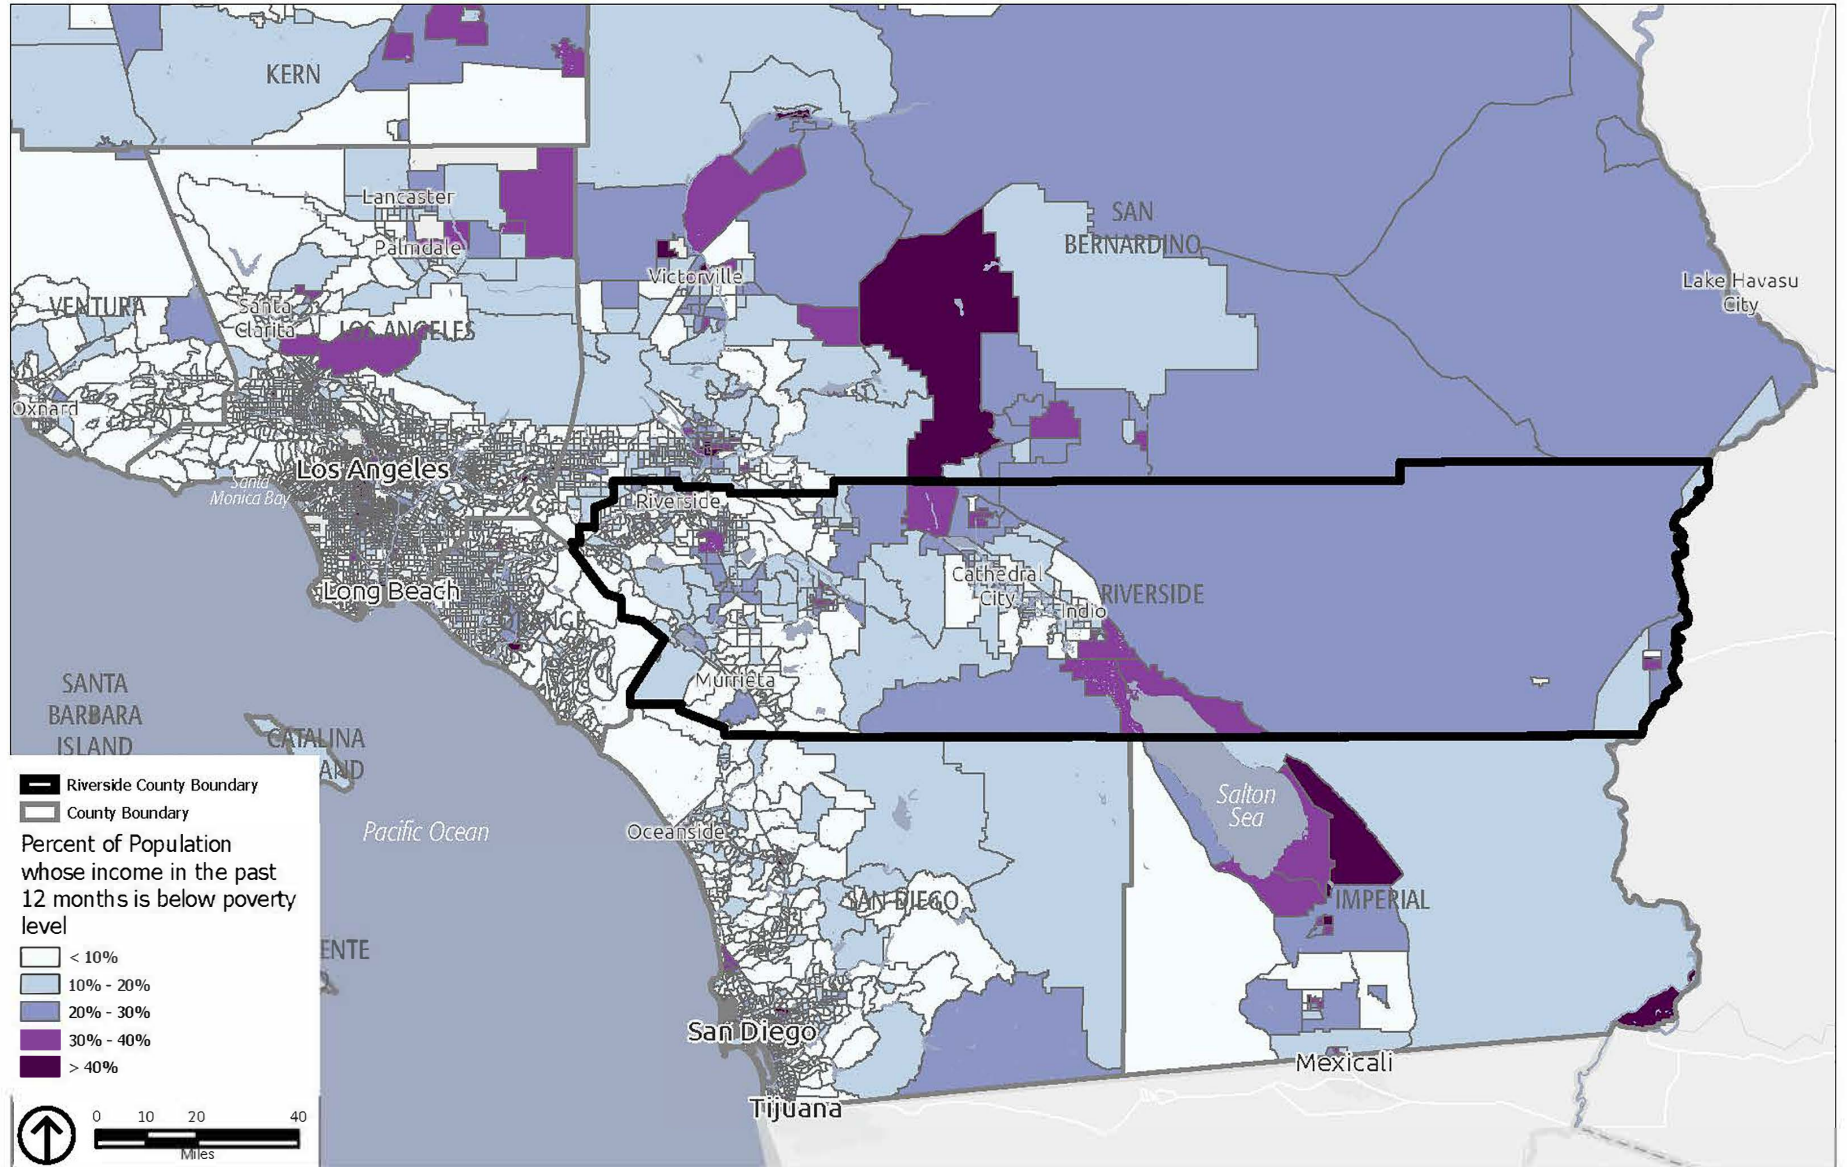 KERN
Lancaster
Palmdale
SAN
BERNARDINO
Lake Havasu
City
VENTURA
Santa
Clarita
LOS ANGELES
Victorville
Oxnard
Los Angeles
Santa
Monica Bay
Riverside
Long Beach
ORANGE
Cathedral
City
Indio
RIVERSIDE
Murrieta
SANTA
BARBARA
ISLAND
CATALINA
AND
Salton
Sea
Pacific Ocean
Oceanside
SAN DIEGO
IMPERIAL
ENTE
San Diego
Mexicali
Tijuana
Riverside County Boundary
County Boundary
Percent of Population
whose income in the past
12 months is below poverty
level
< 10%
10% - 20%
20% - 30%
30% - 40%
> 40%
0 10 20 40
Miles